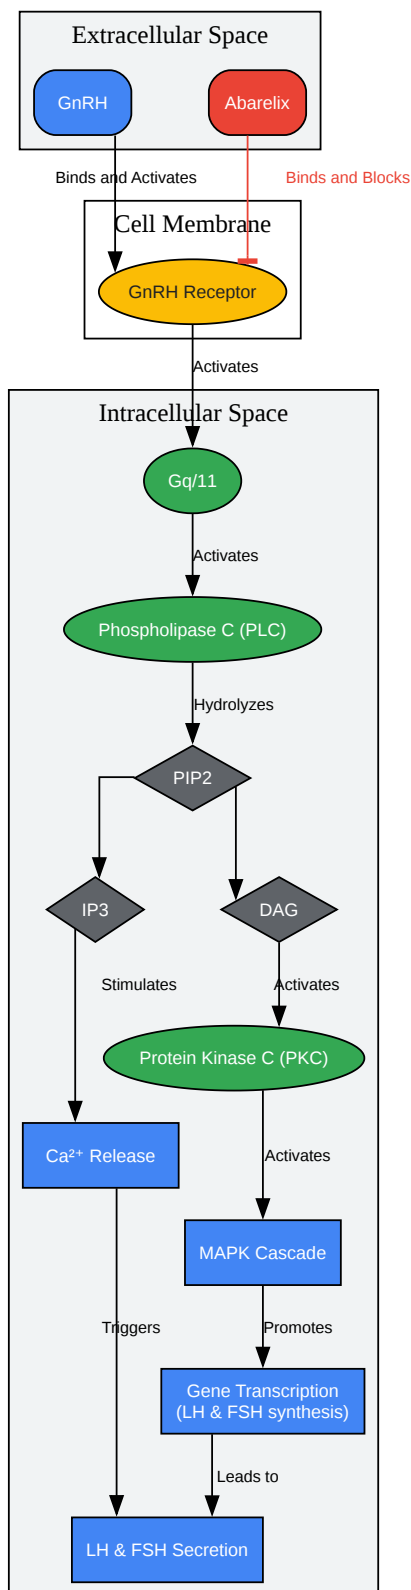 Extracellular Space
GnRH
Abarelix
Binds and Activates
Binds and Blocks
Cell Membrane
GnRH Receptor
Activates
Intracellular Space
Gq/11
Activates
Phospholipase C (PLC)
Hydrolyzes
PIP2
IP3
DAG
Stimulates
Activates
Protein Kinase C (PKC)
Ca²⁺ Release
Activates
MAPK Cascade
Triggers
Promotes
Gene Transcription
(LH & FSH synthesis)
Leads to
LH & FSH Secretion